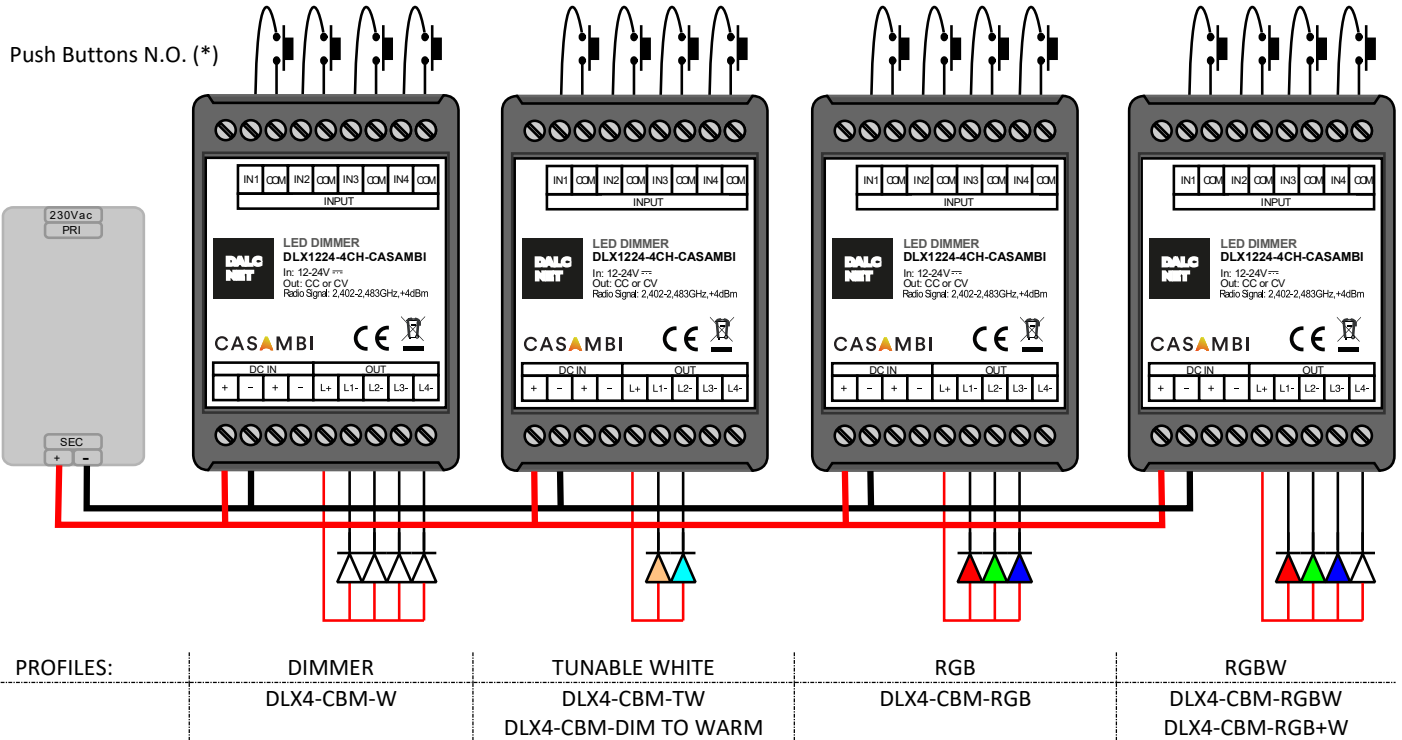 Push Buttons N.O. (*)
230Vac
PRI
SEC
+ -
IN1 COM IN2 COM IN3 COM IN4 COM
INPUT
DALC
NET
LED DIMMER
DLX1224-4CH-CASAMBI
In: 12-24V ⎓
Out: CC or CV
Radio Signal: 2,402-2,483GHz,+4dBm
CASAMBI CE
DC IN OUT
+ - + - L+ L1- L2- L3- L4-
IN1 COM IN2 COM IN3 COM IN4 COM
INPUT
DALC
NET
LED DIMMER
DLX1224-4CH-CASAMBI
In: 12-24V ⎓
Out: CC or CV
Radio Signal: 2,402-2,483GHz,+4dBm
CASAMBI CE
DC IN OUT
+ - + - L+ L1- L2- L3- L4-
IN1 COM IN2 COM IN3 COM IN4 COM
INPUT
DALC
NET
LED DIMMER
DLX1224-4CH-CASAMBI
In: 12-24V ⎓
Out: CC or CV
Radio Signal: 2,402-2,483GHz,+4dBm
CASAMBI CE
DC IN OUT
+ - + - L+ L1- L2- L3- L4-
IN1 COM IN2 COM IN3 COM IN4 COM
INPUT
DALC
NET
LED DIMMER
DLX1224-4CH-CASAMBI
In: 12-24V ⎓
Out: CC or CV
Radio Signal: 2,402-2,483GHz,+4dBm
CASAMBI CE
DC IN OUT
+ - + - L+ L1- L2- L3- L4-
PROFILES: DIMMER TUNABLE WHITE RGB RGBW
DLX4-CBM-W DLX4-CBM-TW DLX4-CBM-RGB DLX4-CBM-RGBW
DLX4-CBM-DIM TO WARM DLX4-CBM-RGB+W